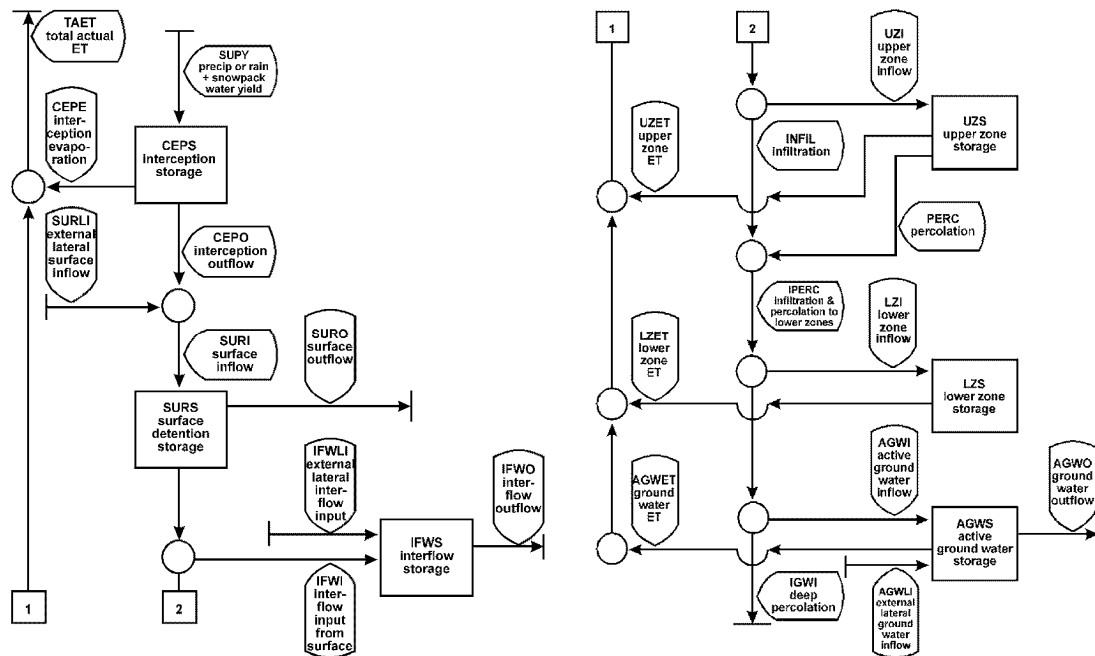 TAET
total actual
ET
SUPY
precip or rain
+ snowpack
water yield
CEPE
inter-
ception
evapo-
ration
CEPS
interception
storage
SURLI
external
lateral
surface
inflow
CEPO
interception
outflow
SURI
surface
inflow
SURO
surface
outflow
SURS
surface
detention
storage
IFWLI
external
lateral
inter-
flow
input
IFWO
inter-
flow
outflow
IFWS
interflow
storage
IFWI
inter-
flow
input
from
surface
1
2
1
2
UZI
upper
zone
inflow
UZET
upper
zone
ET
INFIL
infiltration
UZS
upper zone
storage
PERC
percolation
IPERC
infiltration &
percolation to
lower zones
LZI
lower
zone
inflow
LZET
lower
zone
ET
LZS
lower zone
storage
AGWI
active
ground
water
inflow
AGWO
ground
water
outflow
AGWET
ground
water
ET
AGWS
active
ground water
storage
IGWI
deep
percolation
AGWLI
external
lateral
ground
water
inflow